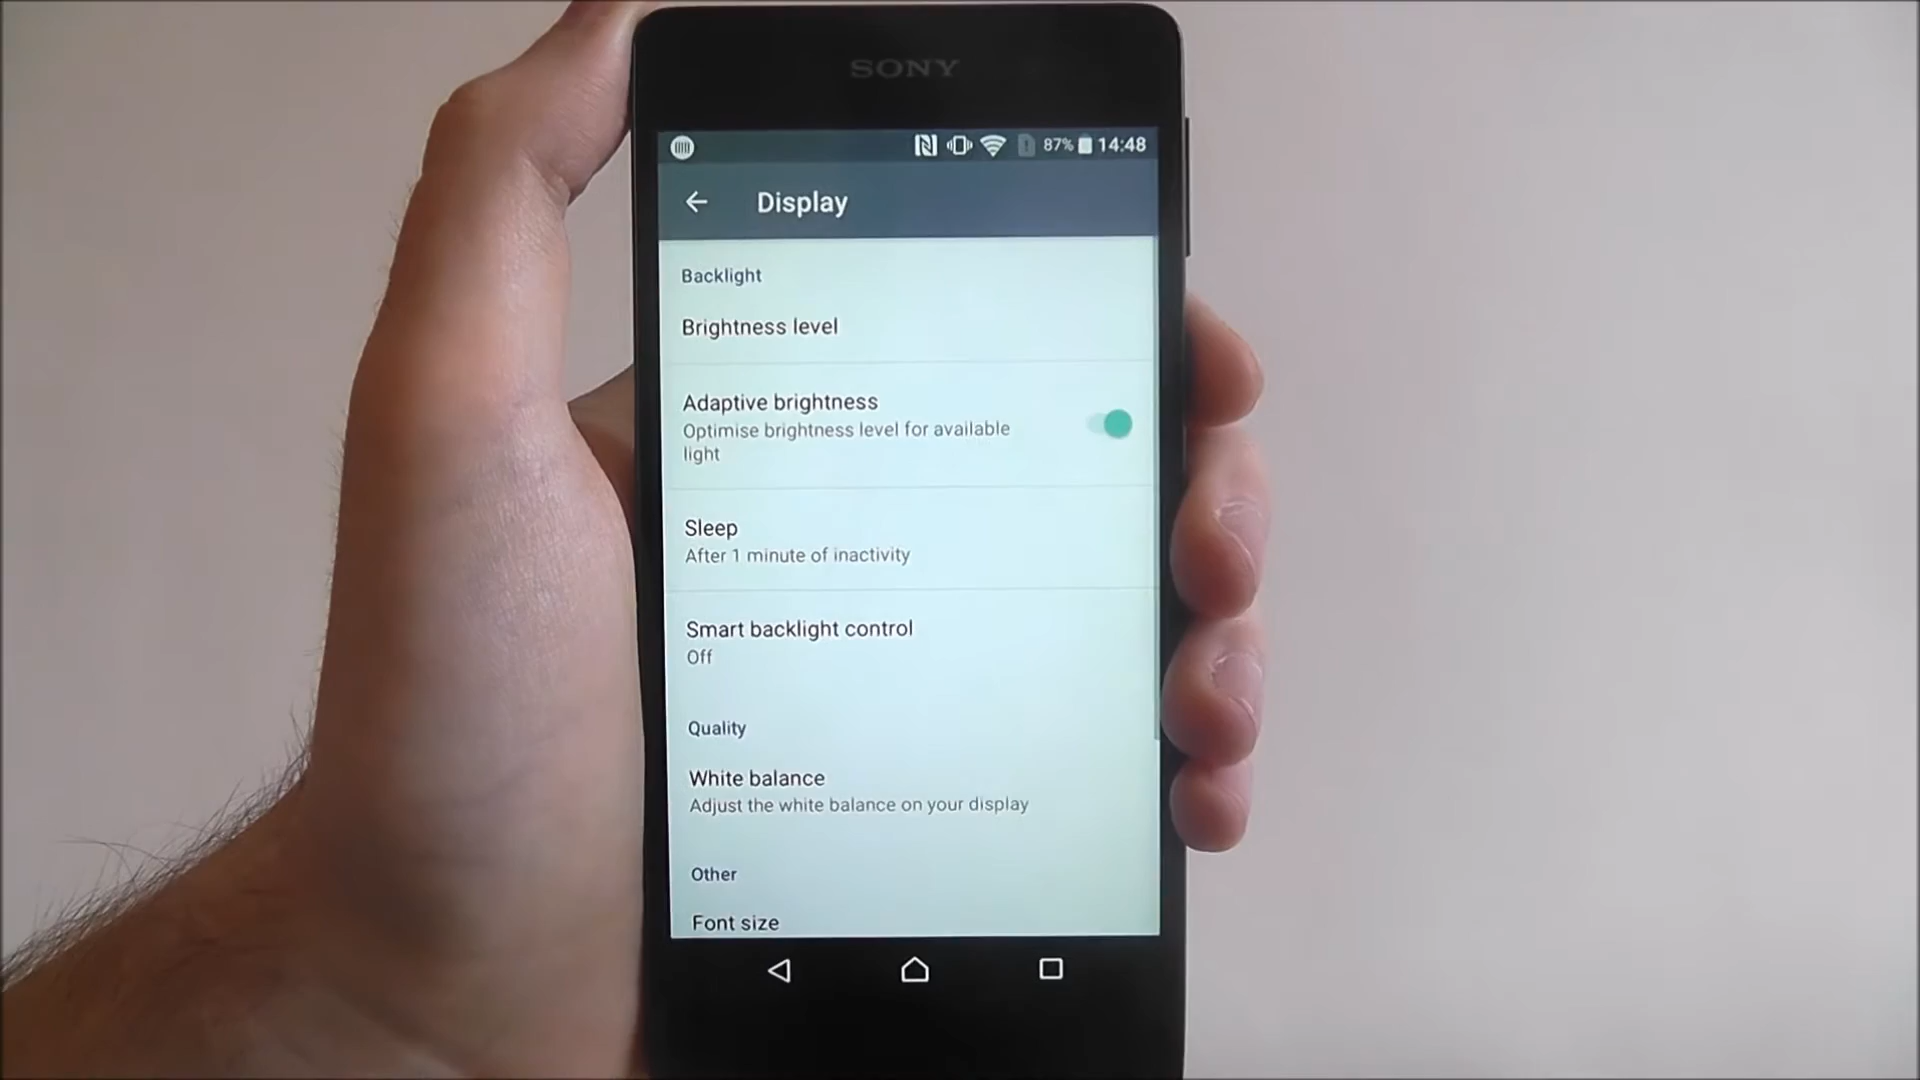 SONY
87% 14:48
Display
Backlight
Brightness level
Adaptive brightness
Optimise brightness level for available
light
Sleep
After 1 minute of inactivity
Smart backlight control
Off
Quality
White balance
Adjust the white balance on your display
Other
Font size